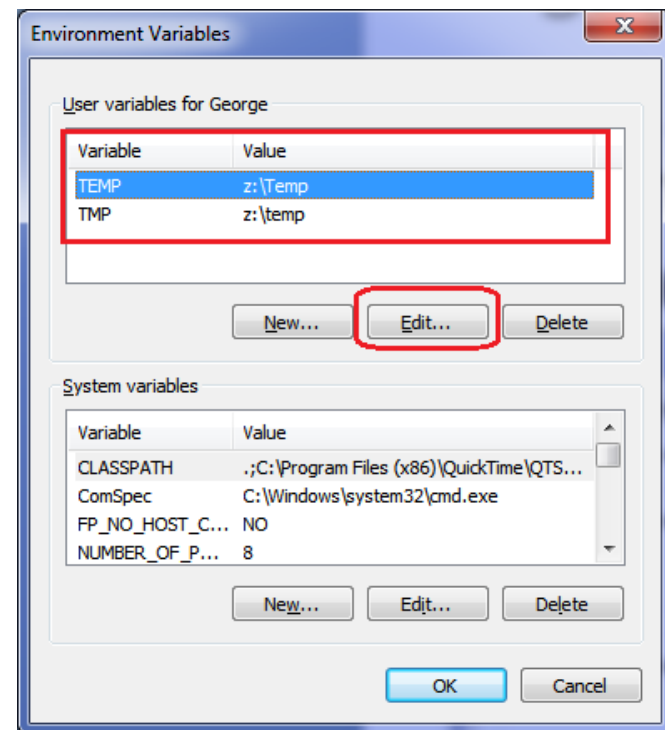 Environment Variables
User variables for George
Variable Value
TEMP z:\Temp
TMP z:\temp
New... Edit... Delete
System variables
Variable Value
CLASSPATH .;C:\Program Files (x86)\QuickTime\QTS...
ComSpec C:\Windows\system32\cmd.exe
FP_NO_HOST_C... NO
NUMBER_OF_P... 8
New... Edit... Delete
OK Cancel